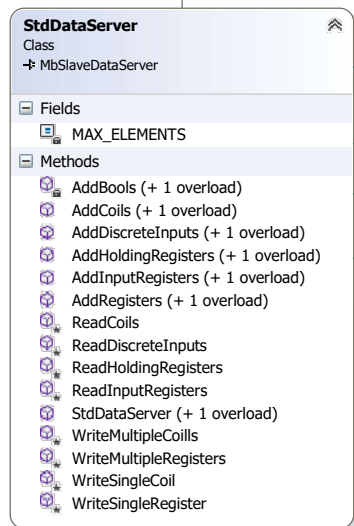 StdDataServer
Class
MbSlaveDataServer
Fields
MAX_ELEMENTS
Methods
AddBools (+ 1 overload)
AddCoils (+ 1 overload)
AddDiscreteInputs (+ 1 overload)
AddHoldingRegisters (+ 1 overload)
AddInputRegisters (+ 1 overload)
AddRegisters (+ 1 overload)
ReadCoils
ReadDiscreteInputs
ReadHoldingRegisters
ReadInputRegisters
StdDataServer (+ 1 overload)
WriteMultipleCoills
WriteMultipleRegisters
WriteSingleCoil
WriteSingleRegister